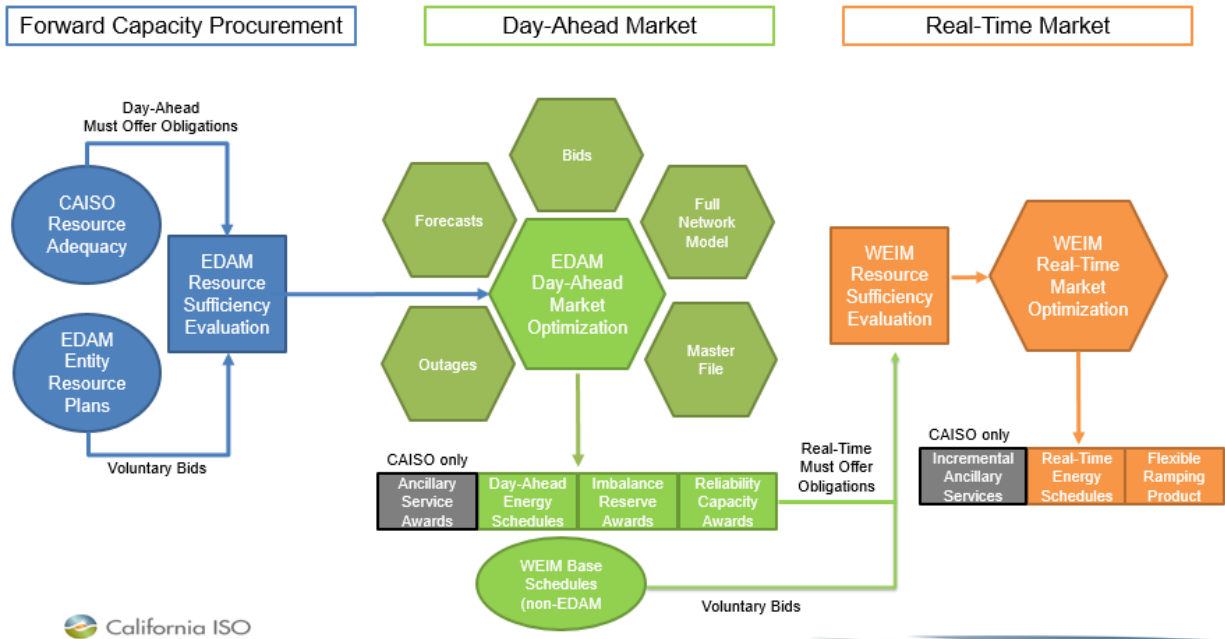 Forward Capacity Procurement
Day-Ahead Market
Real-Time Market
Day-Ahead
Must Offer Obligations
CAISO
Resource
Adequacy
EDAM
Resource
Sufficiency
Evaluation
EDAM
Entity
Resource
Plans
Voluntary Bids
Bids
Forecasts
Full
Network
Model
EDAM
Day-Ahead
Market
Optimization
Outages
Master
File
CAISO only
Ancillary
Service
Awards
Day-Ahead
Energy
Schedules
Imbalance
Reserve
Awards
Reliability
Capacity
Awards
WEIM Base
Schedules
(non-EDAM
Real-Time
Must Offer
Obligations
Voluntary Bids
WEIM
Resource
Sufficiency
Evaluation
WEIM
Real-Time
Market
Optimization
CAISO only
Incremental
Ancillary
Services
Real-Time
Energy
Schedules
Flexible
Ramping
Product
California ISO